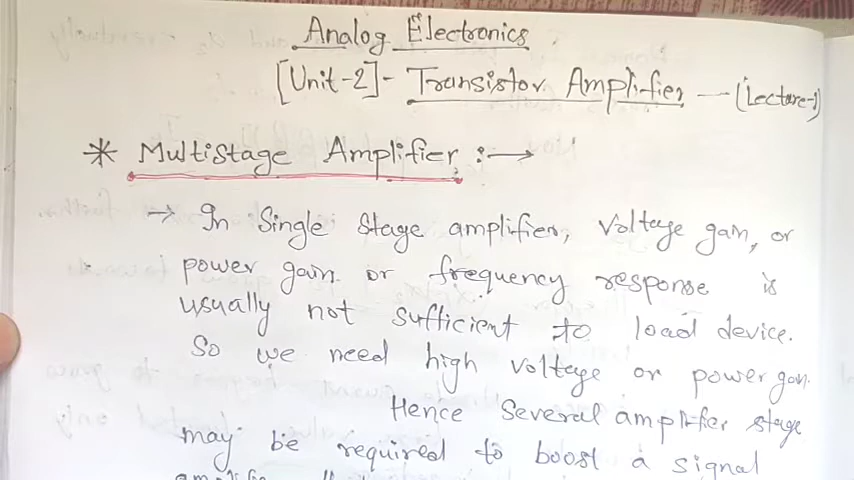 Analog Electronics
[Unit-2]- Transistor Amplifier — (Lecture-1)
* Multistage Amplifier :→
→ In Single stage amplifier, voltage gain, or
power gain or frequency response is
usually not sufficient to load device.
So we need high voltage or power gain.
Hence several amplifier stage
may be required to boost a signal